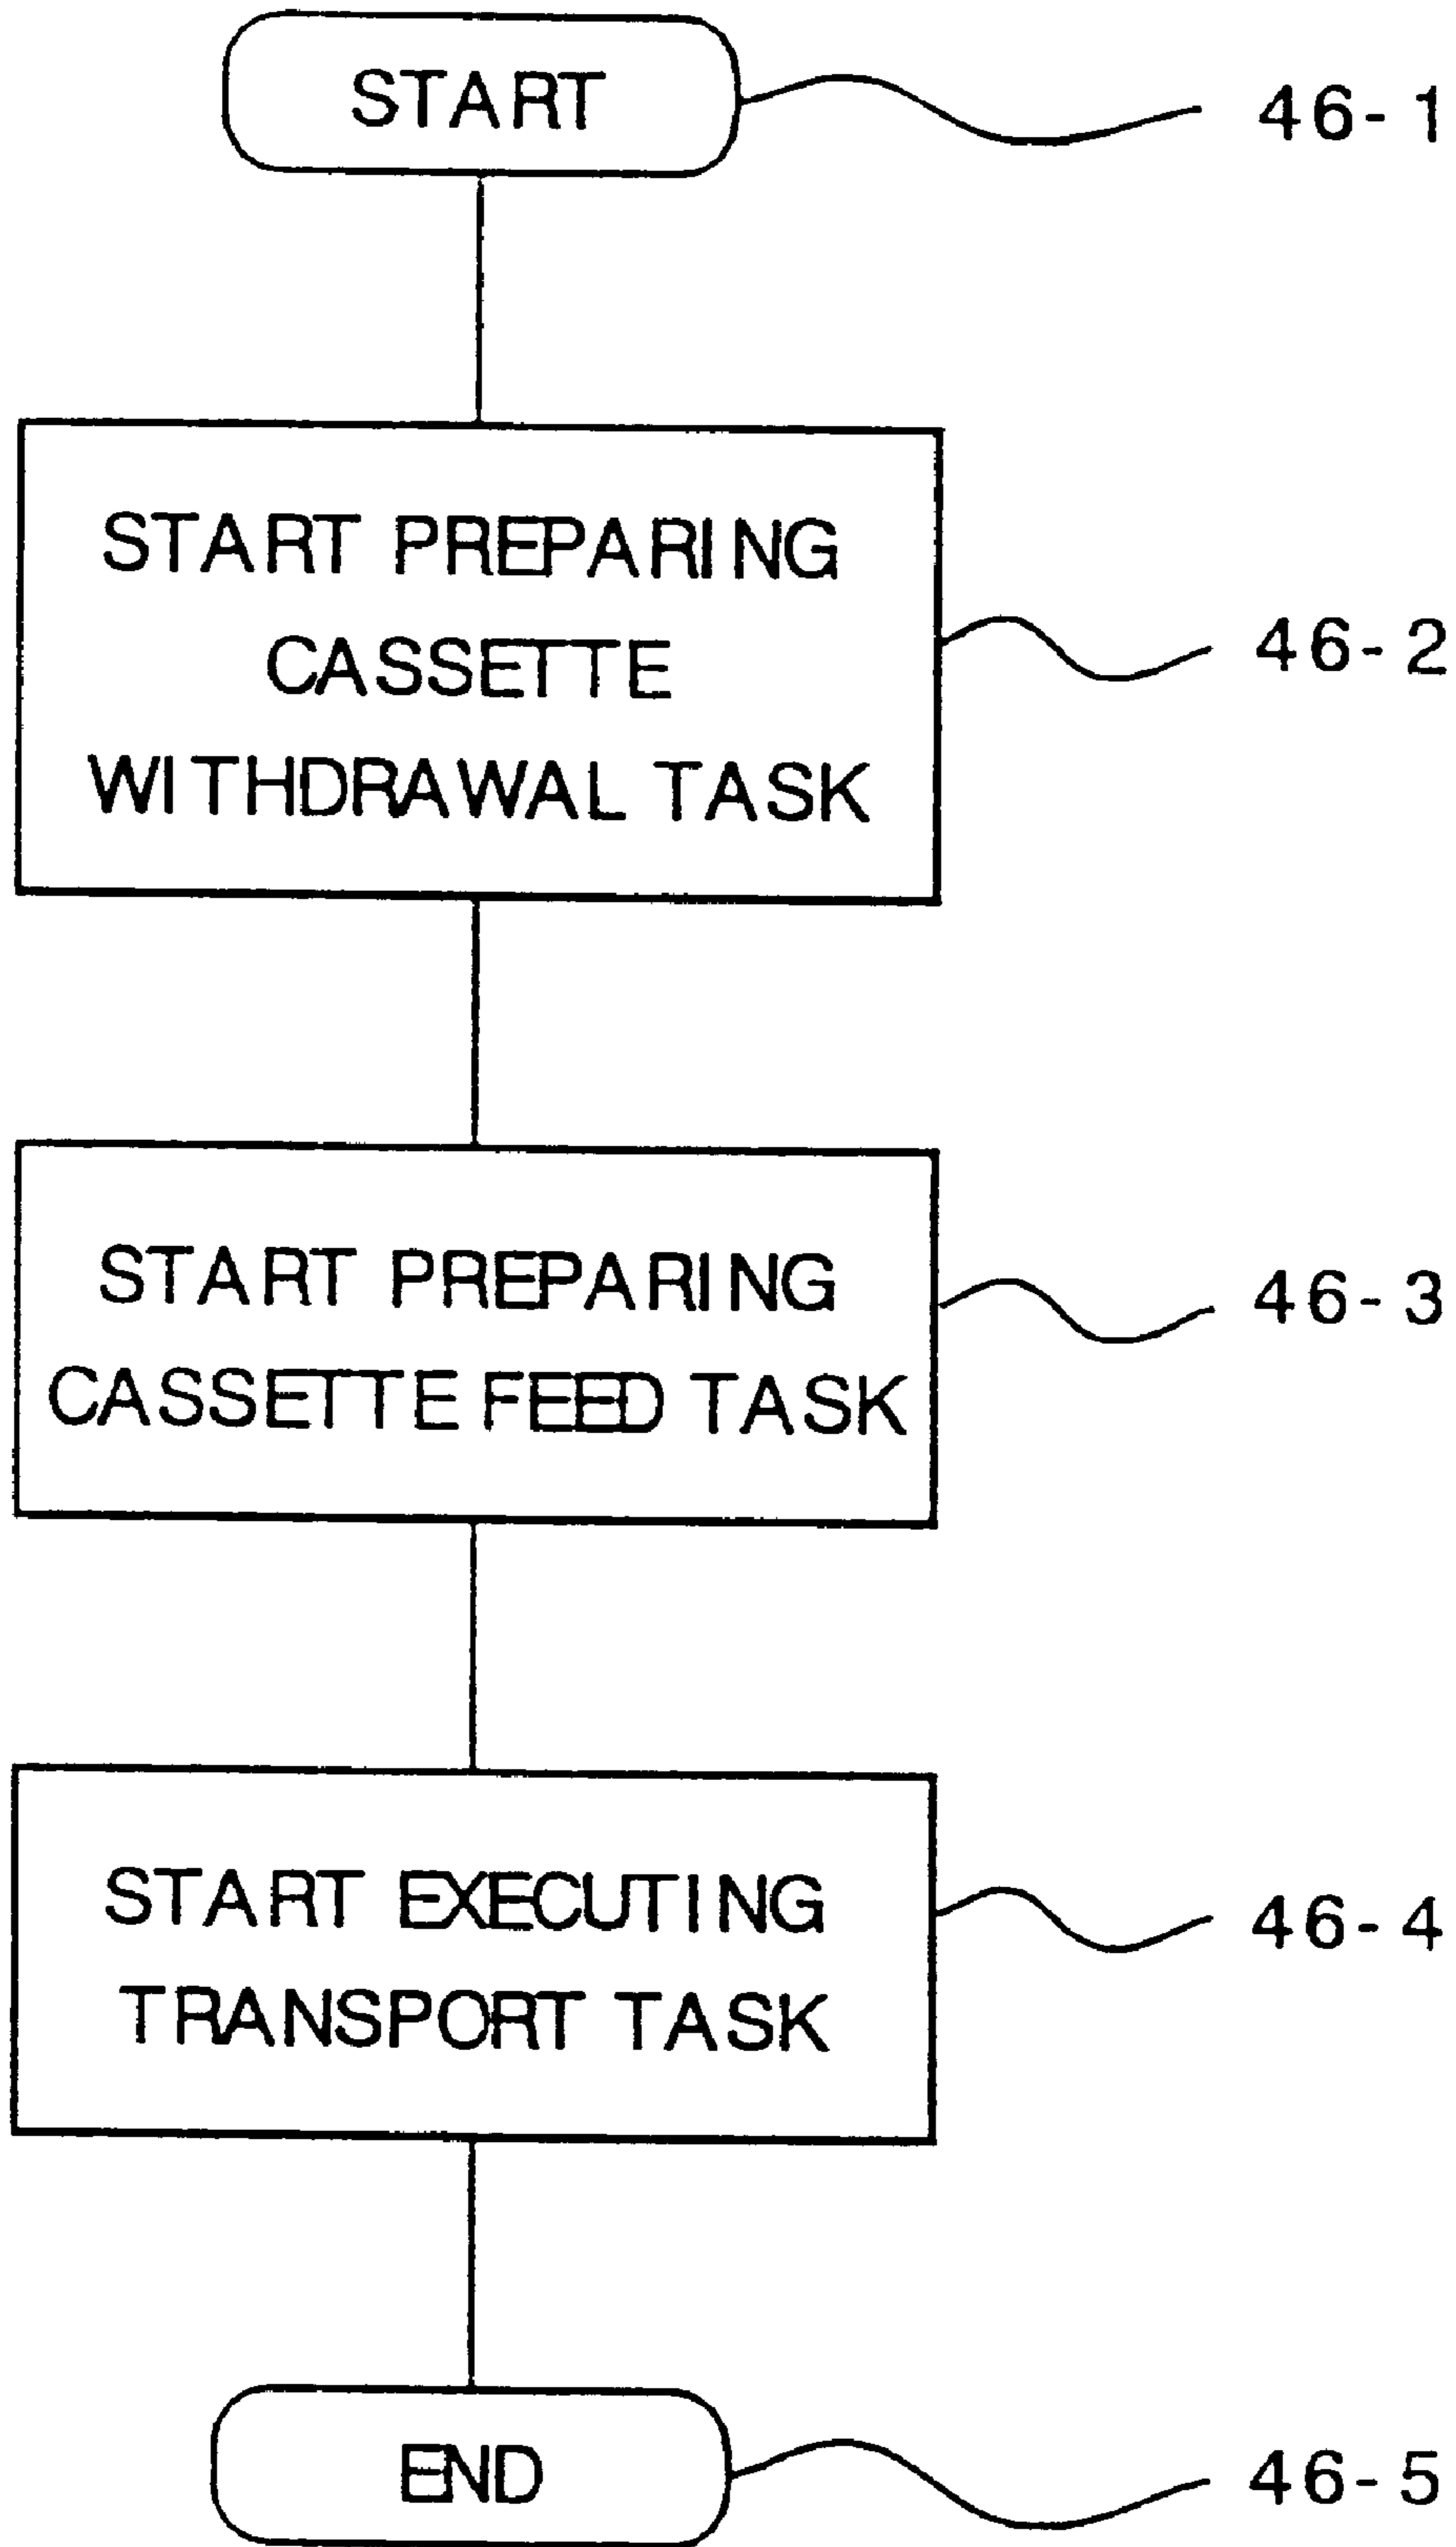 START
46-1
START PREPARING
CASSETTE
WITHDRAWAL TASK
46-2
START PREPARING
CASSETTE FEED TASK
46-3
START EXECUTING
TRANSPORT TASK
46-4
END
46-5